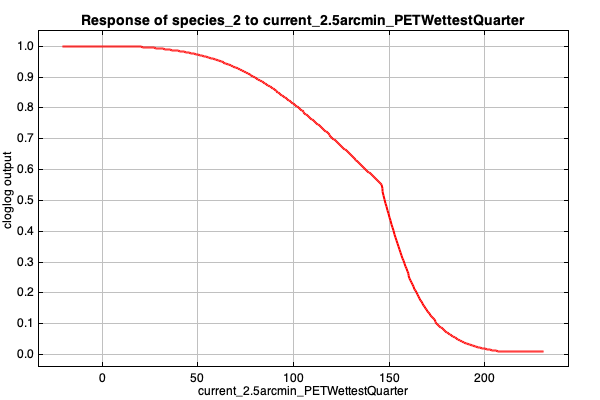 Response of species_2 to current_2.5arcmin_PETWettestQuarter
1.0
0.9
0.8
0.7
0.6
0.5
0.4
0.3
0.2
0.1
0.0
cloglog output
0 50 100 150 200
current_2.5arcmin_PETWettestQuarter